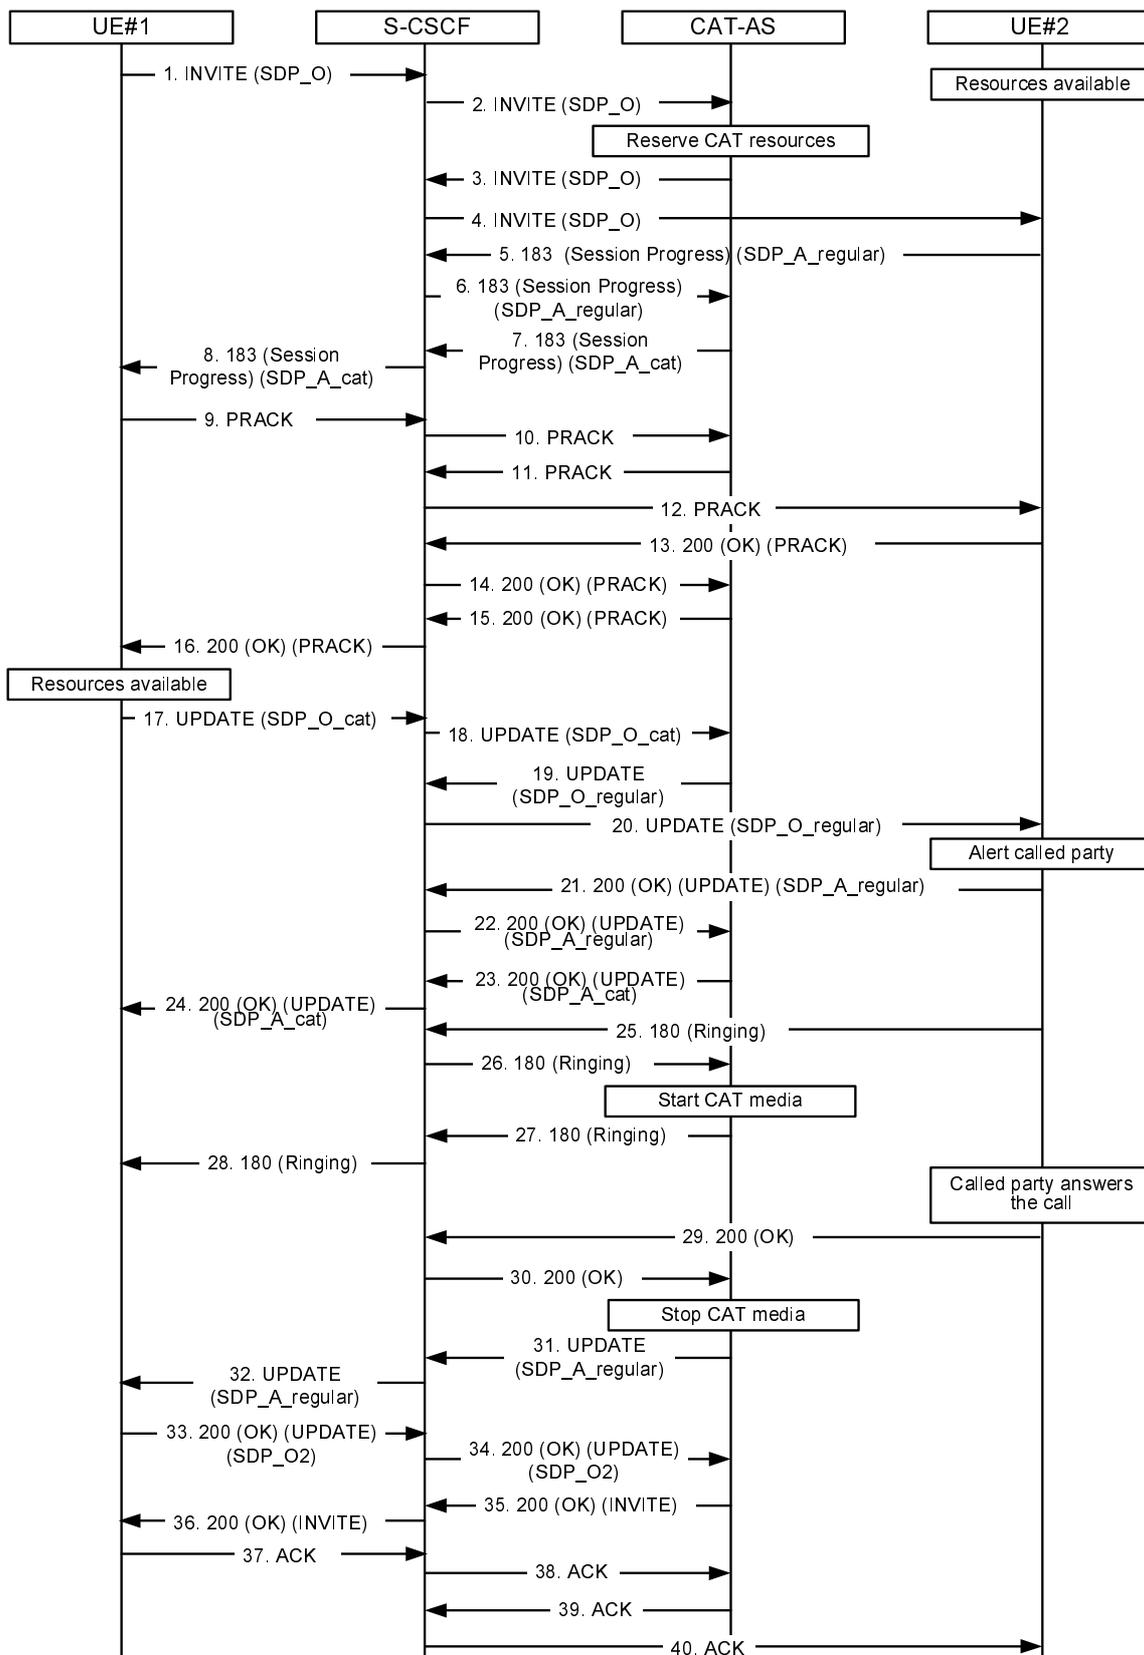 UE#1
S-CSCF
CAT-AS
UE#2
1. INVITE (SDP_O)
Resources available
2. INVITE (SDP_O)
Reserve CAT resources
3. INVITE (SDP_O)
4. INVITE (SDP_O)
5. 183 (Session Progress) (SDP_A_regular)
6. 183 (Session Progress)
(SDP_A_regular)
7. 183 (Session
Progress) (SDP_A_cat)
8. 183 (Session
Progress) (SDP_A_cat)
9. PRACK
10. PRACK
11. PRACK
12. PRACK
13. 200 (OK) (PRACK)
14. 200 (OK) (PRACK)
15. 200 (OK) (PRACK)
16. 200 (OK) (PRACK)
Resources available
17. UPDATE (SDP_O_cat)
18. UPDATE (SDP_O_cat)
19. UPDATE
(SDP_O_regular)
20. UPDATE (SDP_O_regular)
Alert called party
21. 200 (OK) (UPDATE) (SDP_A_regular)
22. 200 (OK) (UPDATE)
(SDP_A_regular)
23. 200 (OK) (UPDATE)
(SDP_A_cat)
24. 200 (OK) (UPDATE)
(SDP_A_cat)
25. 180 (Ringing)
26. 180 (Ringing)
Start CAT media
27. 180 (Ringing)
28. 180 (Ringing)
Called party answers
the call
29. 200 (OK)
30. 200 (OK)
Stop CAT media
31. UPDATE
(SDP_A_regular)
32. UPDATE
(SDP_A_regular)
33. 200 (OK) (UPDATE)
(SDP_O2)
34. 200 (OK) (UPDATE)
(SDP_O2)
35. 200 (OK) (INVITE)
36. 200 (OK) (INVITE)
37. ACK
38. ACK
39. ACK
40. ACK